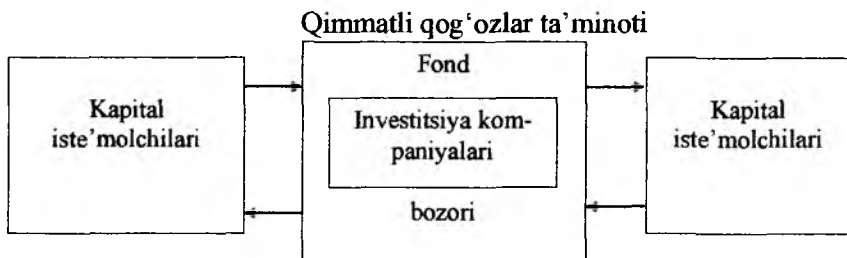 Qimmatli qog‘ozlar ta’minoti
Kapital
iste’molchilari
Fond
Investitsiya kom-
paniyalari
bozori
Kapital
iste’molchilari